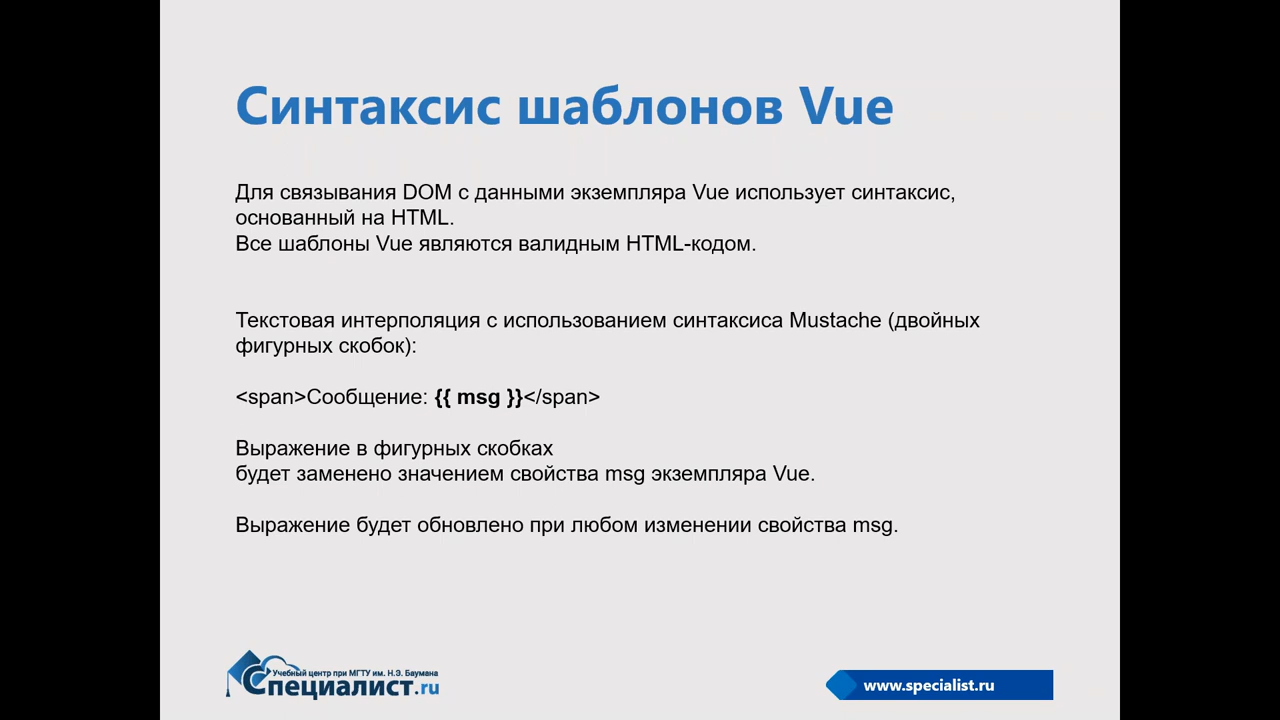 Синтаксис шаблонов Vue
Для связывания DOM с данными экземпляра Vue использует синтаксис,
основанный на HTML.
Все шаблоны Vue являются валидным HTML-кодом.
Текстовая интерполяция с использованием синтаксиса Mustache (двойных
фигурных скобок):
<span>Сообщение: {{ msg }}</span>
Выражение в фигурных скобках
будет заменено значением свойства msg экземпляра Vue.
Выражение будет обновлено при любом изменении свойства msg.
Учебный центр при МГТУ им. Н.Э. Баумана
Специалист.ru
www.specialist.ru